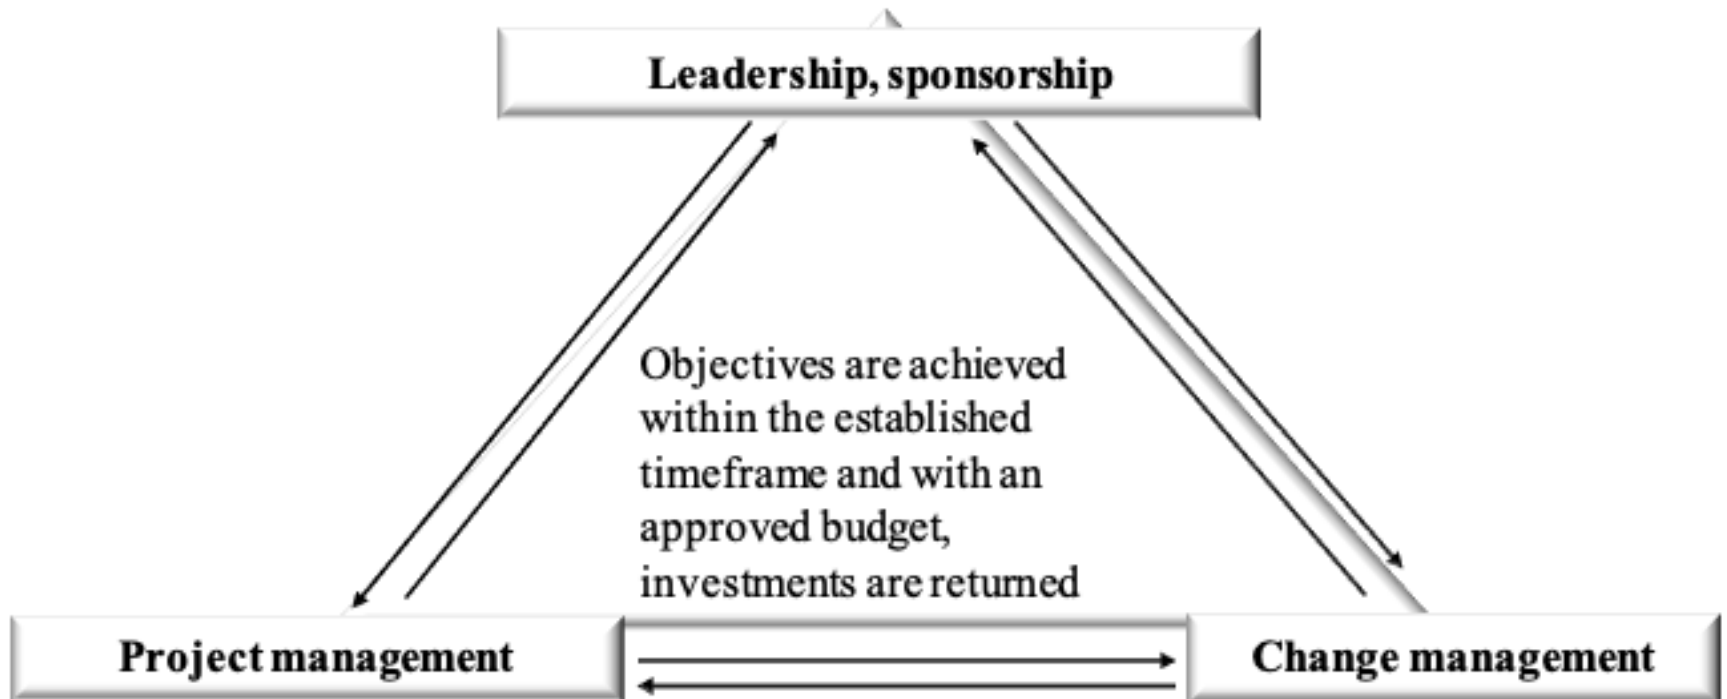 Leadership, sponsorship
Objectives are achieved
within the established
timeframe and with an
approved budget,
investments are returned
Project management
Change management